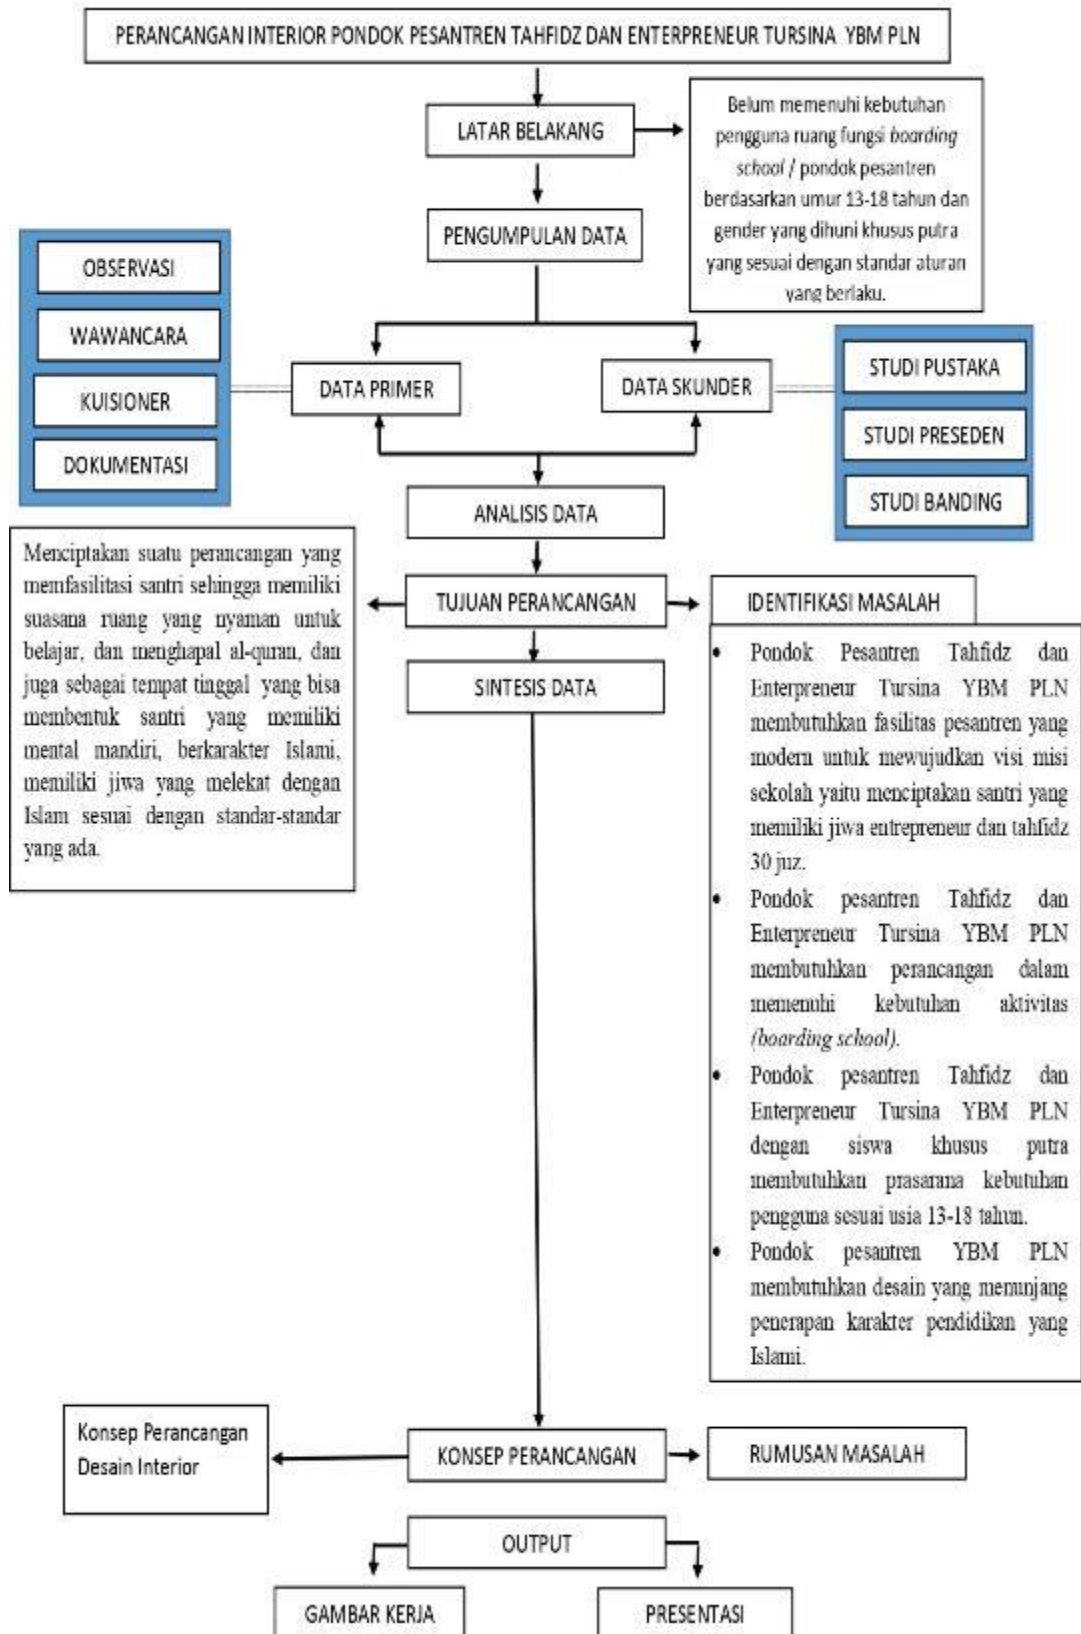 PERANCANGAN INTERIOR PONDOK PESANTREN TAHFIDZ DAN ENTERPRENEUR TURSINA YBM PLN
LATAR BELAKANG
Belum memenuhi kebutuhan
pengguna ruang fungsi boarding
school / pondok pesantren
berdasarkan umur 13-18 tahun dan
gender yang dihuni khusus putra
yang sesuai dengan standar aturan
yang berlaku.
PENGUMPULAN DATA
OBSERVASI
WAWANCARA
KUISIONER
DOKUMENTASI
DATA PRIMER
DATA SKUNDER
STUDI PUSTAKA
STUDI PRESEDEN
STUDI BANDING
ANALISIS DATA
TUJUAN PERANCANGAN
Menciptakan suatu perancangan yang
memfasilitasi santri sehingga memiliki
suasana ruang yang nyaman untuk
belajar, dan menghapal al-quran, dan
juga sebagai tempat tinggal yang bisa
membentuk santri yang memiliki
mental mandiri, berkarakter Islami,
memiliki jiwa yang melekat dengan
Islam sesuai dengan standar-standar
yang ada.
IDENTIFIKASI MASALAH
• Pondok Pesantren Tahfidz dan
Enterpreneur Tursina YBM PLN
membutuhkan fasilitas pesantren yang
modern untuk mewujudkan visi misi
sekolah yaitu menciptakan santri yang
memiliki jiwa entrepreneur dan tahfidz
30 juz.
• Pondok pesantren Tahfidz dan
Enterpreneur Tursina YBM PLN
membutuhkan perancangan dalam
memenuhi kebutuhan aktivitas
(boarding school).
• Pondok pesantren Tahfidz dan
Enterpreneur Tursina YBM PLN
dengan siswa khusus putra
membutuhkan prasarana kebutuhan
pengguna sesuai usia 13-18 tahun.
• Pondok pesantren YBM PLN
membutuhkan desain yang menunjang
penerapan karakter pendidikan yang
Islami.
SINTESIS DATA
Konsep Perancangan
Desain Interior
KONSEP PERANCANGAN
RUMUSAN MASALAH
OUTPUT
GAMBAR KERJA
PRESENTASI